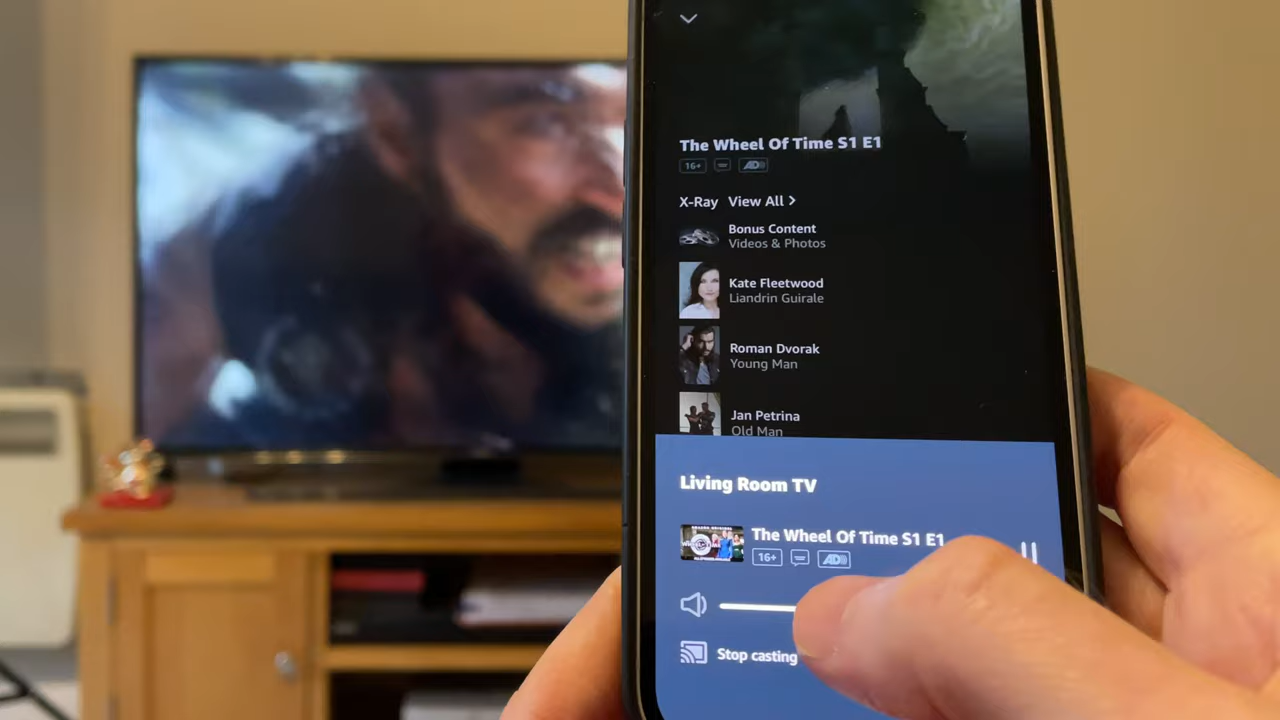 The Wheel Of Time S1 E1
16+ AD
X-Ray View All >
Bonus Content
Videos & Photos
Kate Fleetwood
Liandrin Guirale
Roman Dvorak
Young Man
Jan Petrina
Old Man
Living Room TV
The Wheel Of Time S1 E1
16+ AD
Stop casting